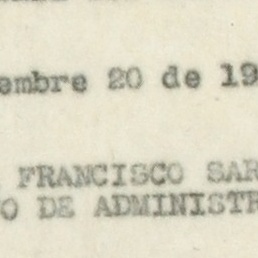 embre 20 de 19
FRANCISCO SAR
O DE ADMINISTR